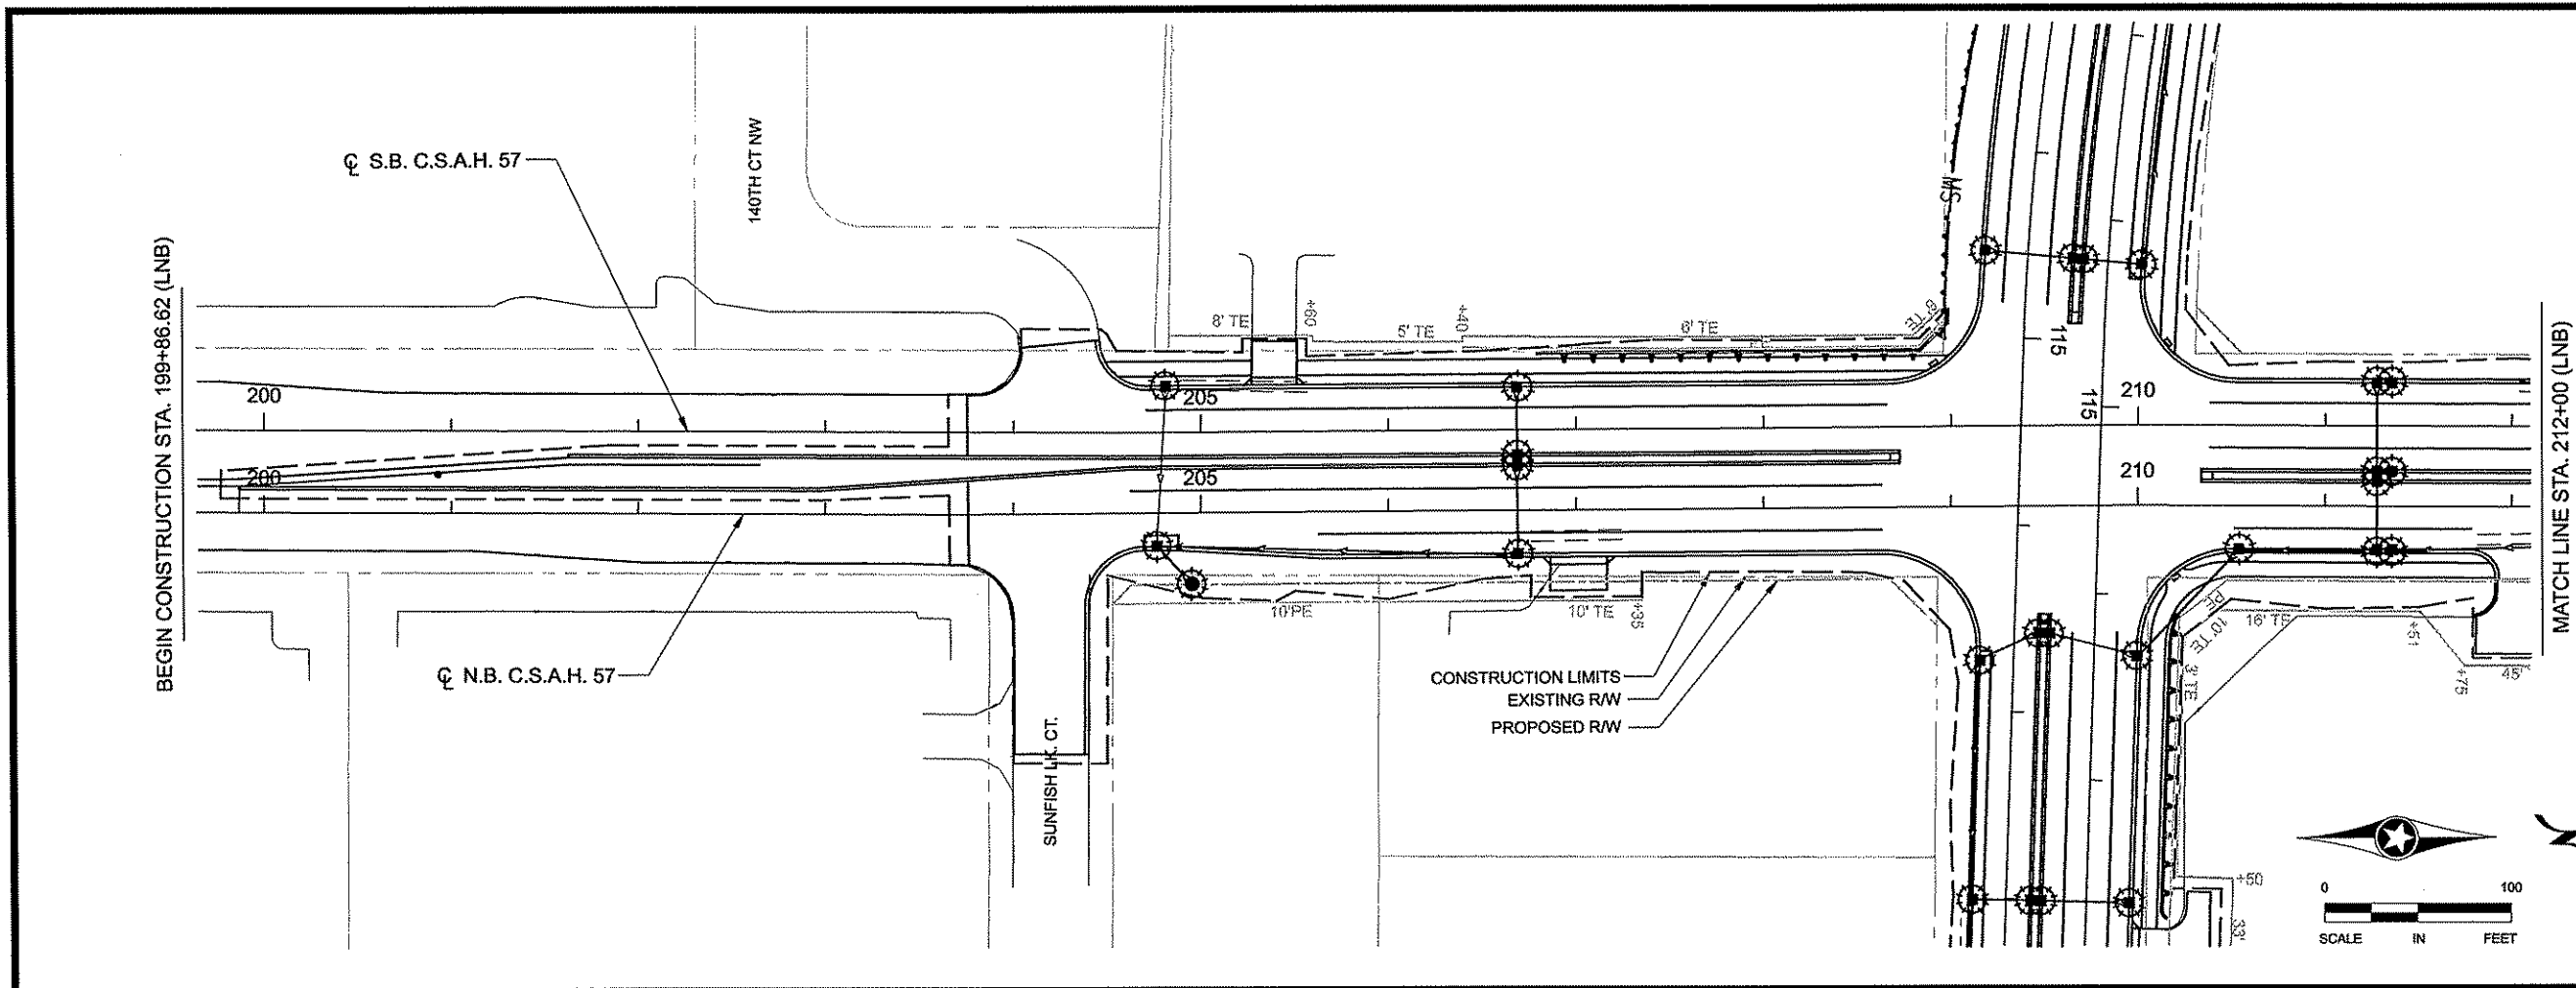 140TH CT NW
℄ S.B. C.S.A.H. 57
BEGIN CONSTRUCTION STA. 199+86.62 (LNB)
MATCH LINE STA. 212+00 (LNB)
MS
8' TE
+60
5' TE
+40
6' TE
6' TE
115
115
200
205
210
200
205
210
℄ N.B. C.S.A.H. 57
SUNFISH LK. CT.
10'PE
10' TE
+35
CONSTRUCTION LIMITS
EXISTING R/W
PROPOSED R/W
PE
10' TE
3' TE
16' TE
+51
+75
45'
+50
33'
N
0 100
SCALE IN FEET